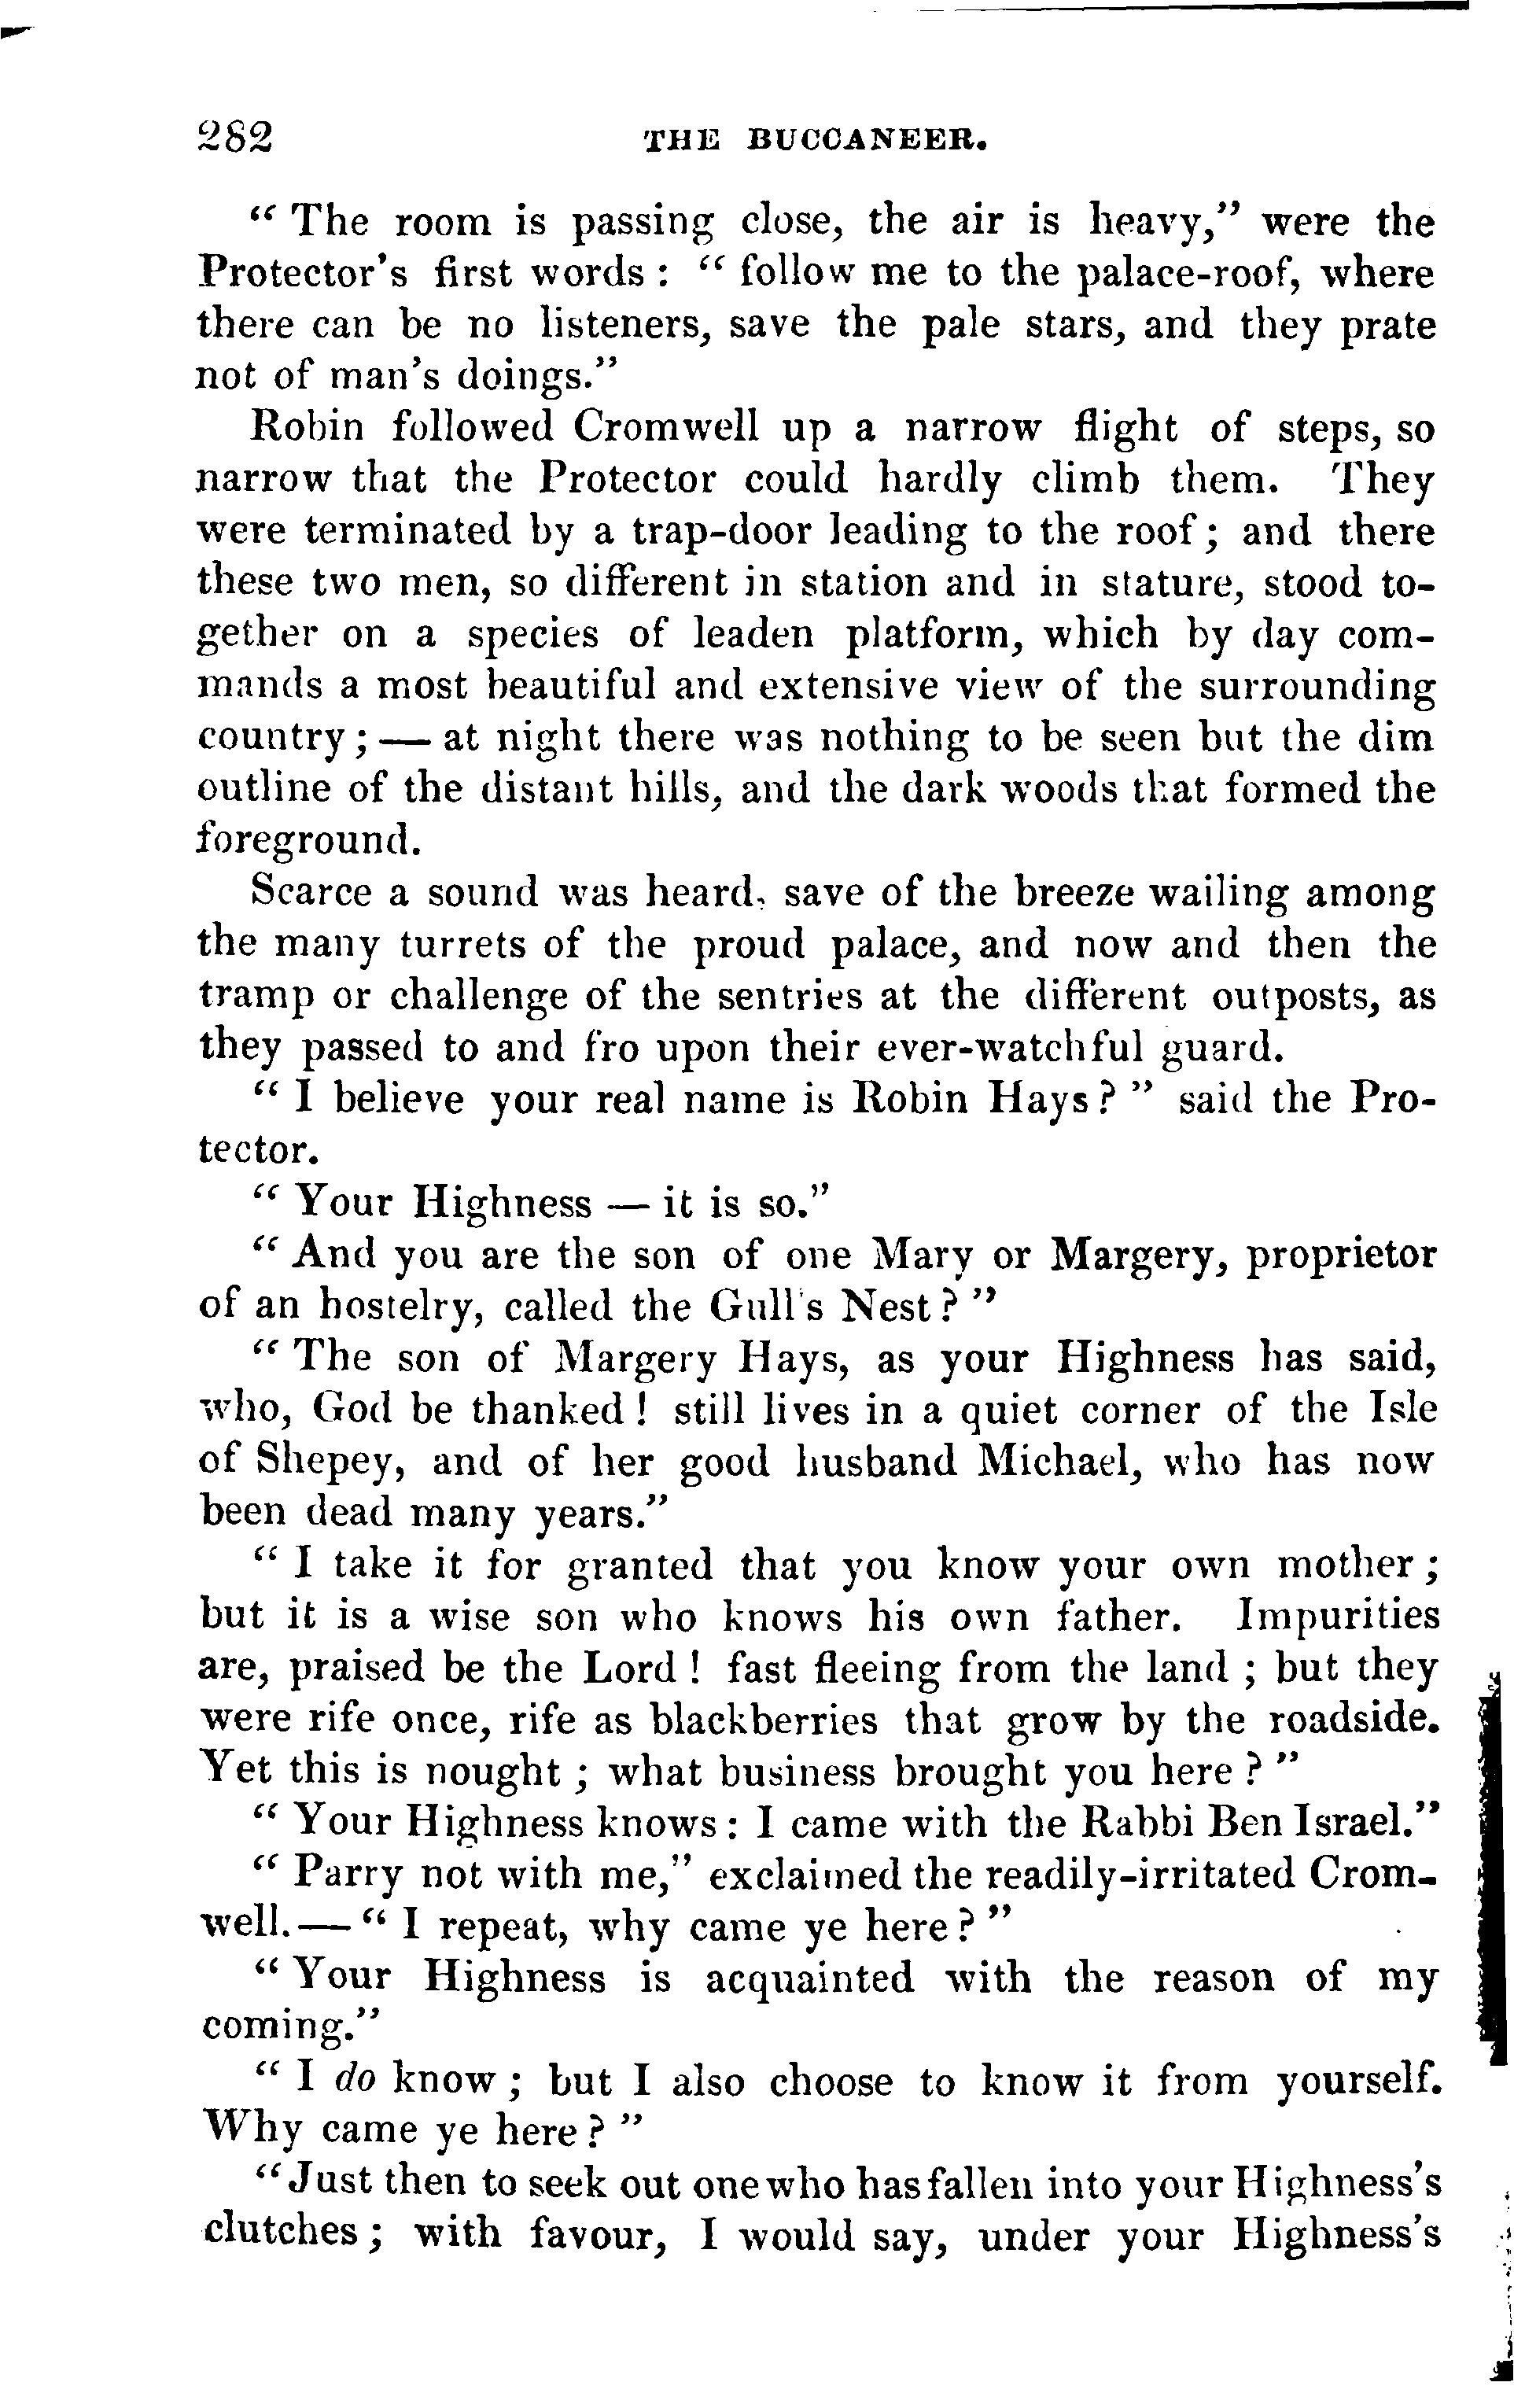 282 THE BUCCANEER.
“ The room is passing close, the air is heavy,” were the
Protector's first words : “ follow me to the palace-roof, where
there can be no listeners, save the pale stars, and they prate
not of man's doings.”
Robin followed Cromwell up a narrow flight of steps, so
narrow that the Protector could hardly climb them. They
were terminated by a trap-door leading to the roof ; and there
these two men, so different in station and in stature, stood to-
gether on a species of leaden platform, which by day com-
mands a most beautiful and extensive view of the surrounding
country ; — at night there was nothing to be seen but the dim
outline of the distant hills, and the dark woods that formed the
foreground.
Scarce a sound was heard, save of the breeze wailing among
the many turrets of the proud palace, and now and then the
tramp or challenge of the sentries at the different outposts, as
they passed to and fro upon their ever-watchful guard.
“ I believe your real name is Robin Hays ? ” said the Pro-
tector.
“ Your Highness — it is so.”
“ And you are the son of one Mary or Margery, proprietor
of an hostelry, called the Gull's Nest ? ”
“ The son of Margery Hays, as your Highness has said,
who, God be thanked ! still lives in a quiet corner of the Isle
of Shepey, and of her good husband Michael, who has now
been dead many years.”
“ I take it for granted that you know your own mother ;
but it is a wise son who knows his own father. Impurities
are, praised be the Lord ! fast fleeing from the land ; but they
were rife once, rife as blackberries that grow by the roadside.
Yet this is nought ; what business brought you here ? ”
“ Your Highness knows : I came with the Rabbi Ben Israel.”
“ Parry not with me,” exclaimed the readily-irritated Crom-
well. — “ I repeat, why came ye here ? ”
“ Your Highness is acquainted with the reason of my
coming.”
“ I do know ; but I also choose to know it from yourself.
Why came ye here ? ”
“ Just then to seek out one who has fallen into your Highness's
clutches ; with favour, I would say, under your Highness's